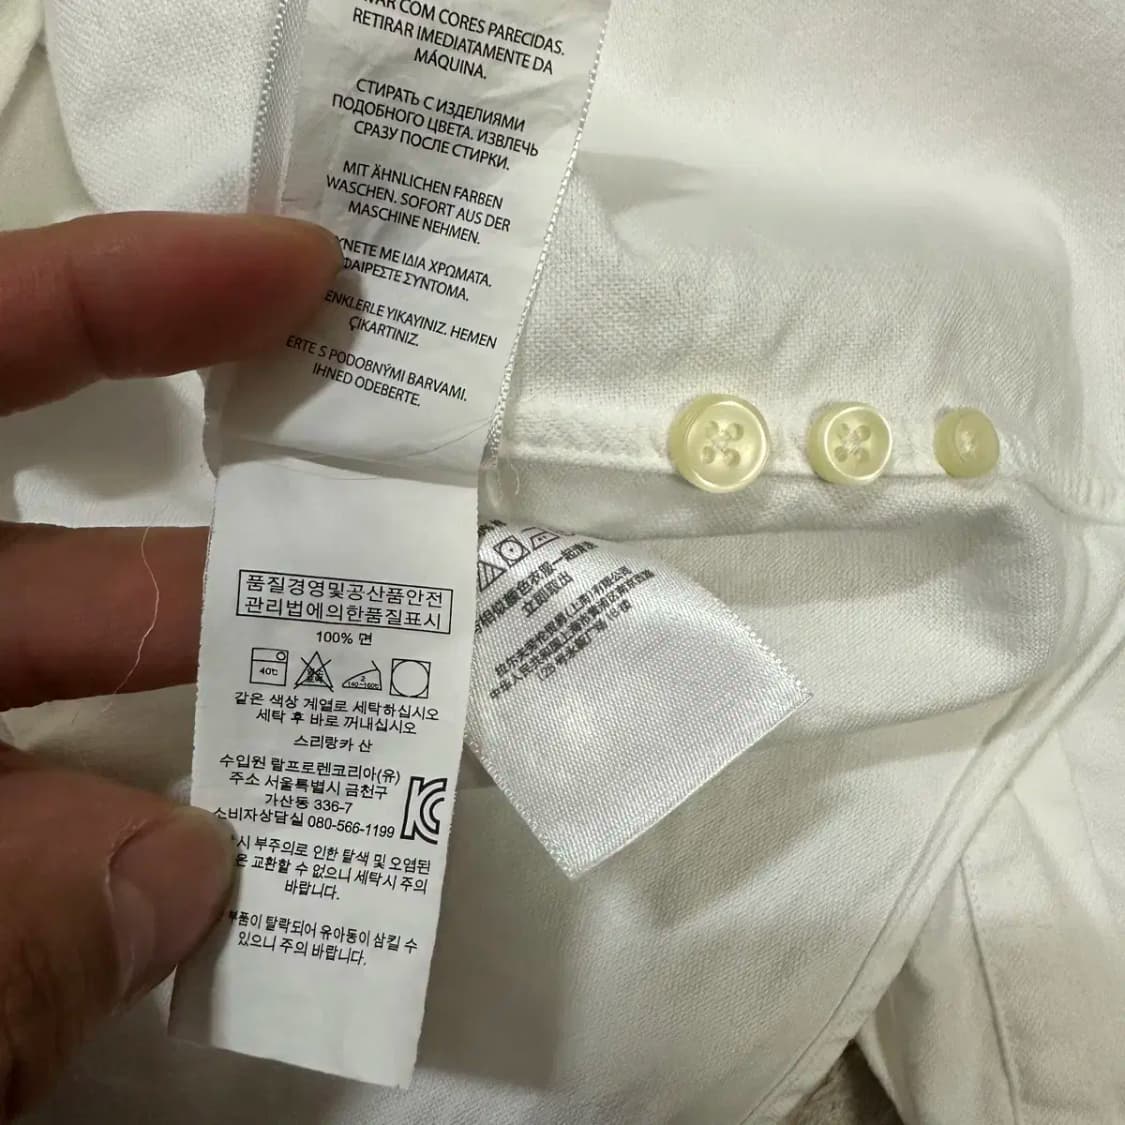 COM CORES PARECIDAS.
RETIRAR IMEDIATAMENTE DA
MÁQUINA.
СТИРАТЬ С ИЗДЕЛИЯМИ
ПОДОБНОГО ЦВЕТА. ИЗВЛЕЧЬ
СРАЗУ ПОСЛЕ СТИРКИ.
MIT ÄHNLICHEN FARBEN
WASCHEN. SOFORT AUS DER
MASCHINE NEHMEN.
ΜΕ ΙΔΙΑ ΧΡΩΜΑΤΑ.
ΣΥΝΤΟΜΑ.
YIKAYINIZ. HEMEN
ÇIKARTINIZ.
S PODOBNÝMI BARVAMI.
IHNED ODEBERTE.
품질경영및공산품안전
관리법에의한품질표시
100% 면
40℃
같은 색상 계열로 세탁하십시오
세탁 후 바로 꺼내십시오
스리랑카 산
수입원 랄프로렌코리아(유)
주소 서울특별시 금천구
가산동 336-7
소비자상담실 080-566-1199
시 부주의로 인한 탈색 및 오염된
은 교환할 수 없으니 세탁시 주의
바랍니다.
부품이 탈락되어 유아동이 삼킬 수
있으니 주의 바랍니다.
立即取出